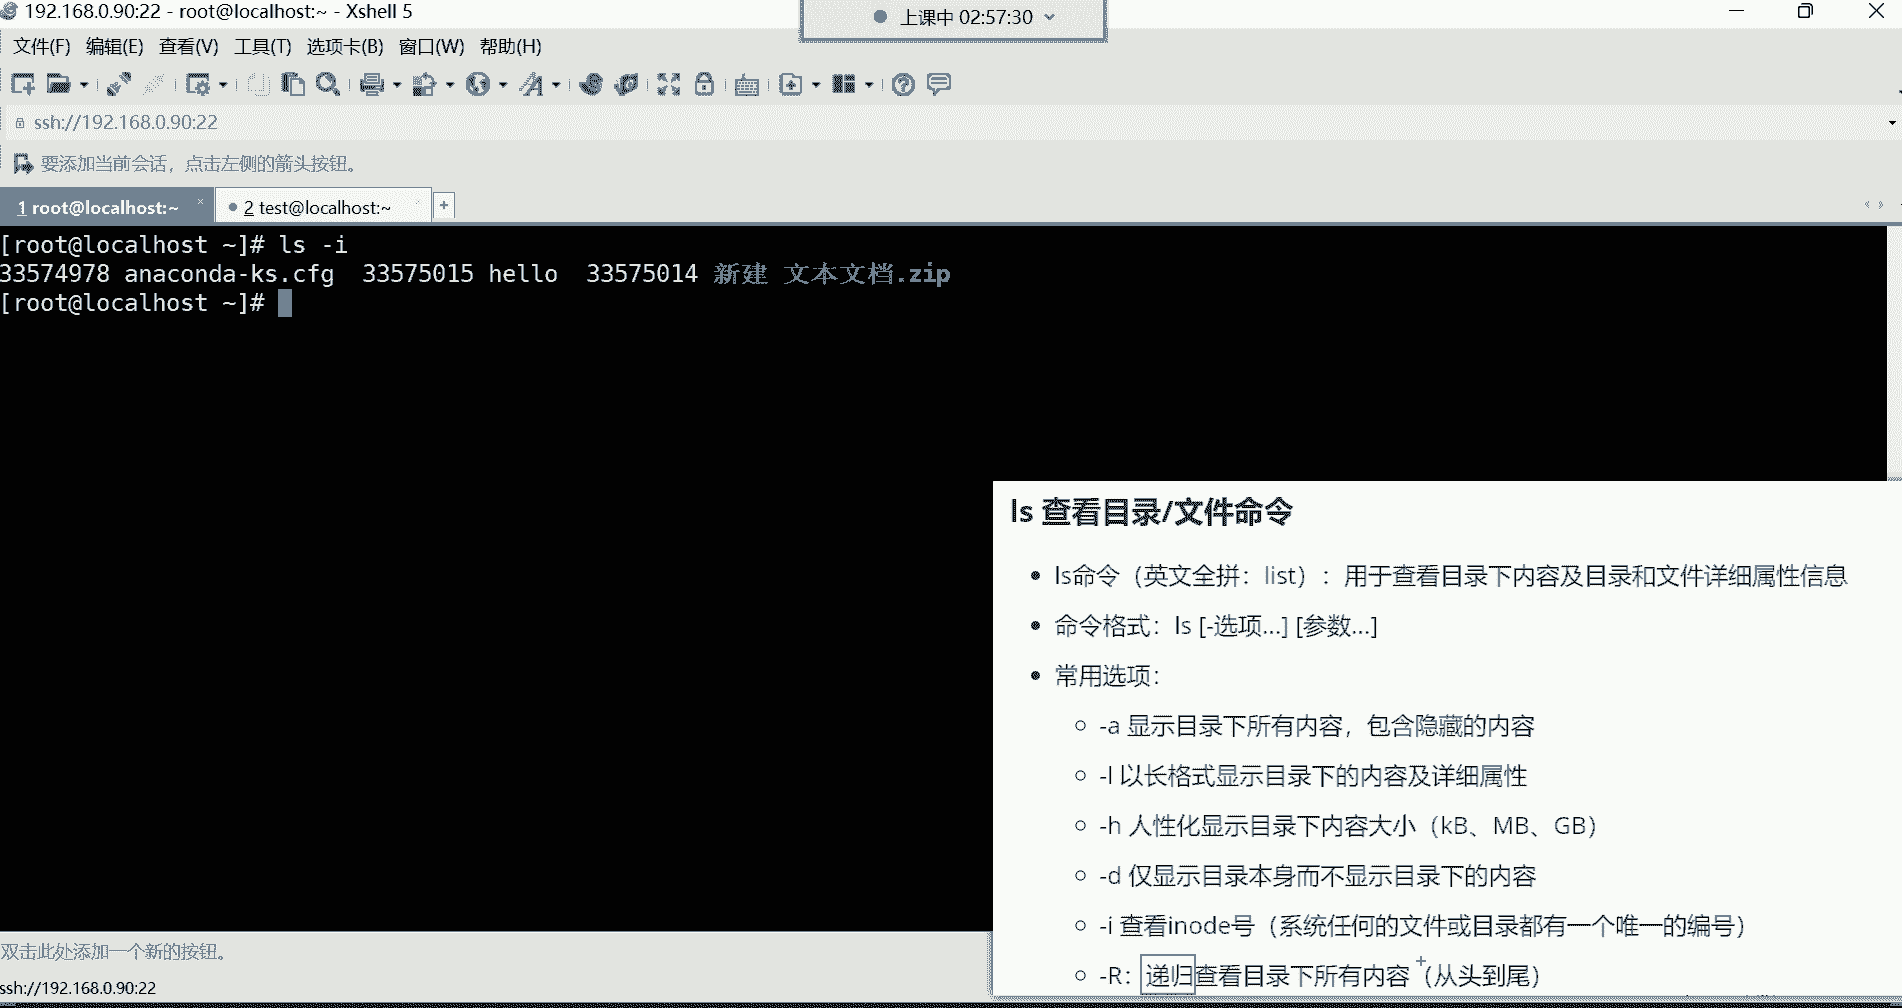 192.168.0.90:22 - root@localhost:~ - Xshell 5
上课中 02:57:30
文件(F) 编辑(E) 查看(V) 工具(T) 选项卡(B) 窗口(W) 帮助(H)
ssh://192.168.0.90:22
要添加当前会话，点击左侧的箭头按钮。
1 root@localhost:~ × • 2 test@localhost:~ +
[root@localhost ~]# ls -i
33574978 anaconda-ks.cfg  33575015 hello  33575014 新建 文本文档.zip
[root@localhost ~]#
ls 查看目录/文件命令
• ls命令（英文全拼：list）：用于查看目录下内容及目录和文件详细属性信息
• 命令格式：ls [-选项...] [参数...]
• 常用选项：
○ -a 显示目录下所有内容，包含隐藏的内容
○ -l 以长格式显示目录下的内容及详细属性
○ -h 人性化显示目录下内容大小（kB、MB、GB）
○ -d 仅显示目录本身而不显示目录下的内容
○ -i 查看inode号（系统任何的文件或目录都有一个唯一的编号）
○ -R：递归查看目录下所有内容（从头到尾）
双击此处添加一个新的按钮。
ssh://192.168.0.90:22